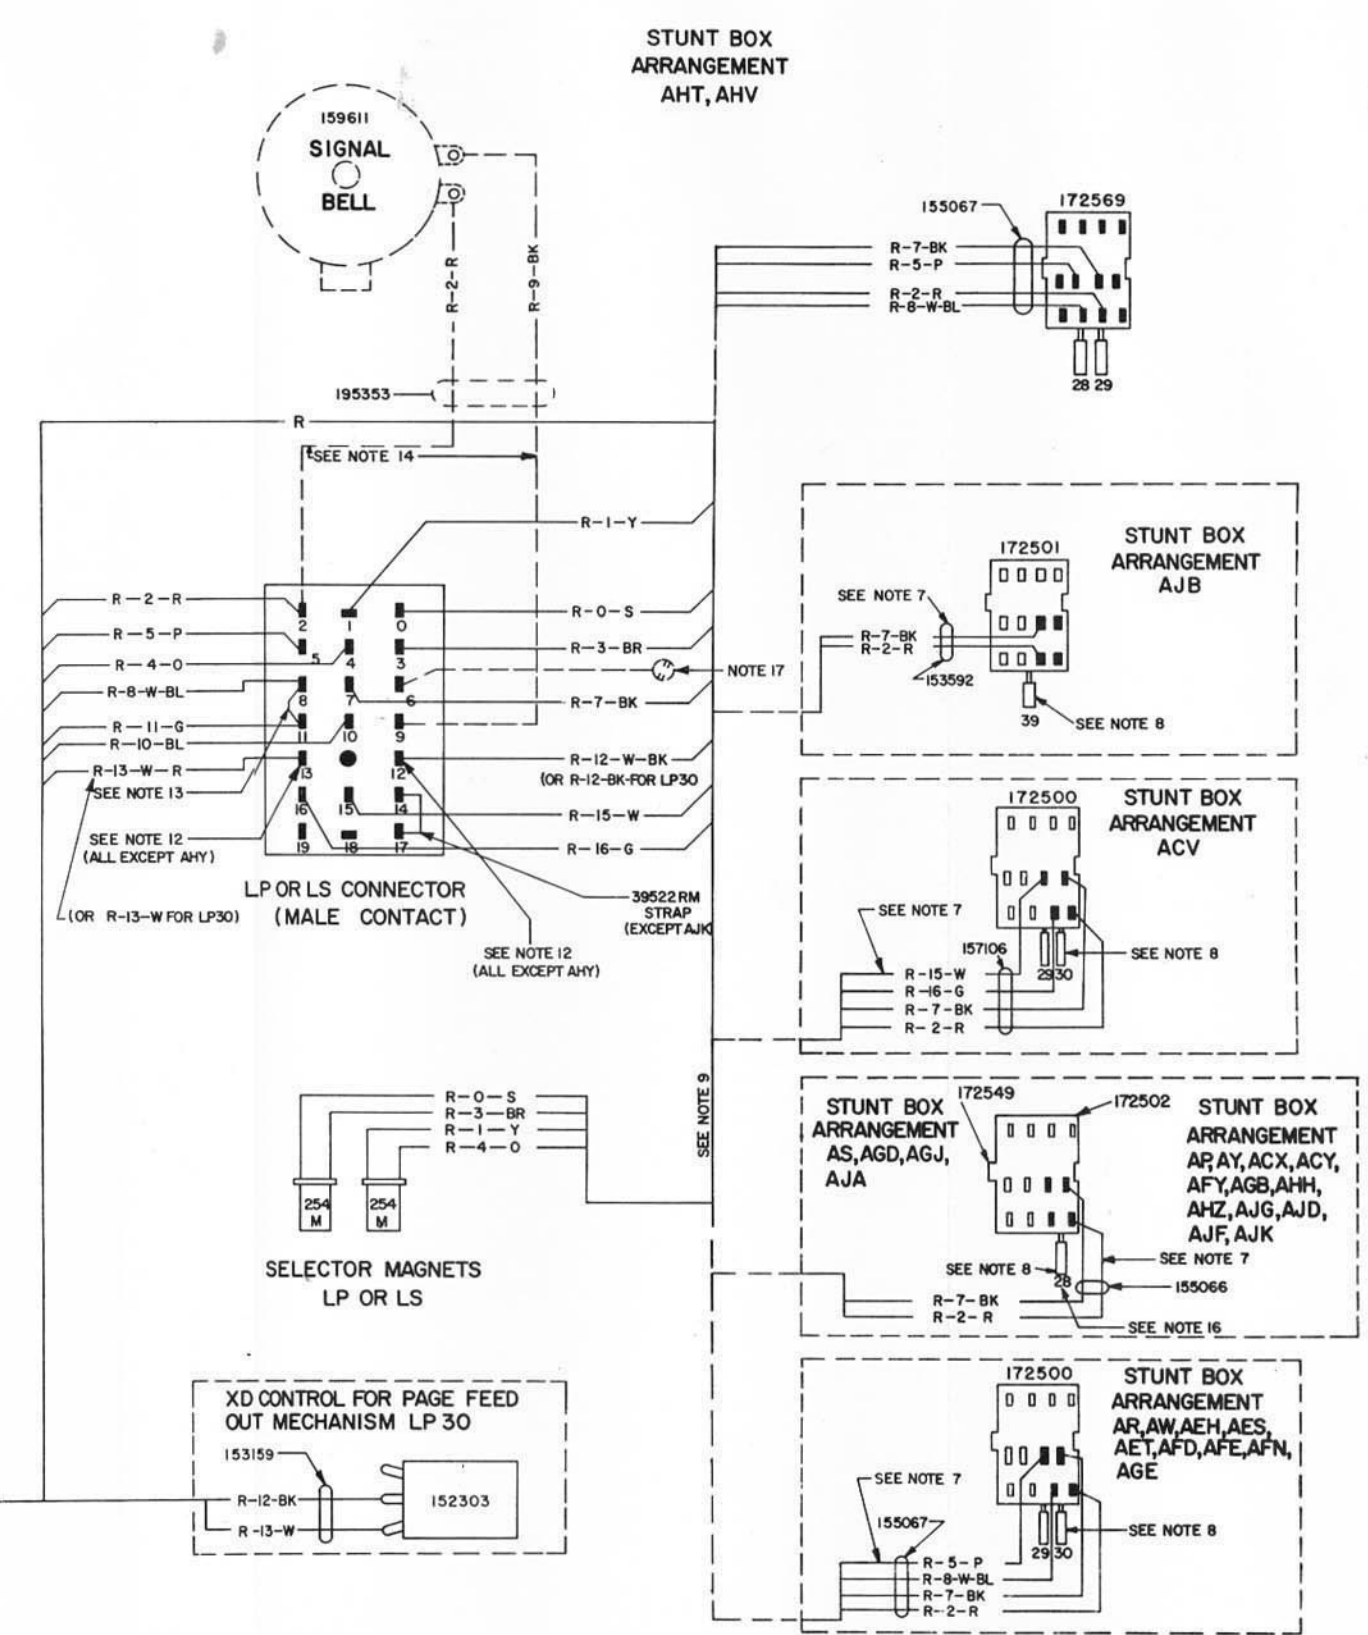 STUNT BOX
ARRANGEMENT
AHT, AHV
159611
SIGNAL
BELL
R-2-R
R-9-BK
195353
R
SEE NOTE 14
155067
172569
R-7-BK
R-5-P
R-2-R
R-8-W-BL
28 29
R-1-Y
R-2-R
R-5-P
R-4-O
R-8-W-BL
R-11-G
R-10-BL
R-13-W-R
SEE NOTE 13
SEE NOTE 12
(ALL EXCEPT AHY)
(OR R-13-W FOR LP30)
2 1 0
5 4 3
8 7 6
11 10 9
13 12
16 15 14
19 18 17
R-0-S
R-3-BR
NOTE 17
R-7-BK
R-12-W-BK
(OR R-12-BK-FOR LP30
R-15-W
R-16-G
LP OR LS CONNECTOR
(MALE CONTACT)
39522RM
STRAP
(EXCEPT AJK)
SEE NOTE 12
(ALL EXCEPT AHY)
STUNT BOX
ARRANGEMENT
AJB
172501
SEE NOTE 7
R-7-BK
R-2-R
153592
39
SEE NOTE 8
STUNT BOX
ARRANGEMENT
ACV
172500
SEE NOTE 7
157106
SEE NOTE 8
29 30
R-15-W
R-16-G
R-7-BK
R-2-R
SEE NOTE 9
R-0-S
R-3-BR
R-1-Y
R-4-O
254
M
254
M
SELECTOR MAGNETS
LP OR LS
172549
172502
STUNT BOX
ARRANGEMENT
AS,AGD,AGJ,
AJA
STUNT BOX
ARRANGEMENT
AP,AY,ACX,ACY,
AFY,AGB,AHH,
AHZ,AJG,AJD,
AJF,AJK
SEE NOTE 7
SEE NOTE 8
28
155066
R-7-BK
R-2-R
SEE NOTE 16
XD CONTROL FOR PAGE FEED
OUT MECHANISM LP 30
153159
R-12-BK
R-13-W
152303
172500
STUNT BOX
ARRANGEMENT
AR,AW,AEH,AES,
AET,AFD,AFE,AFN,
AGE
SEE NOTE 7
155067
SEE NOTE 8
29 30
R-5-P
R-8-W-BL
R-7-BK
R-2-R